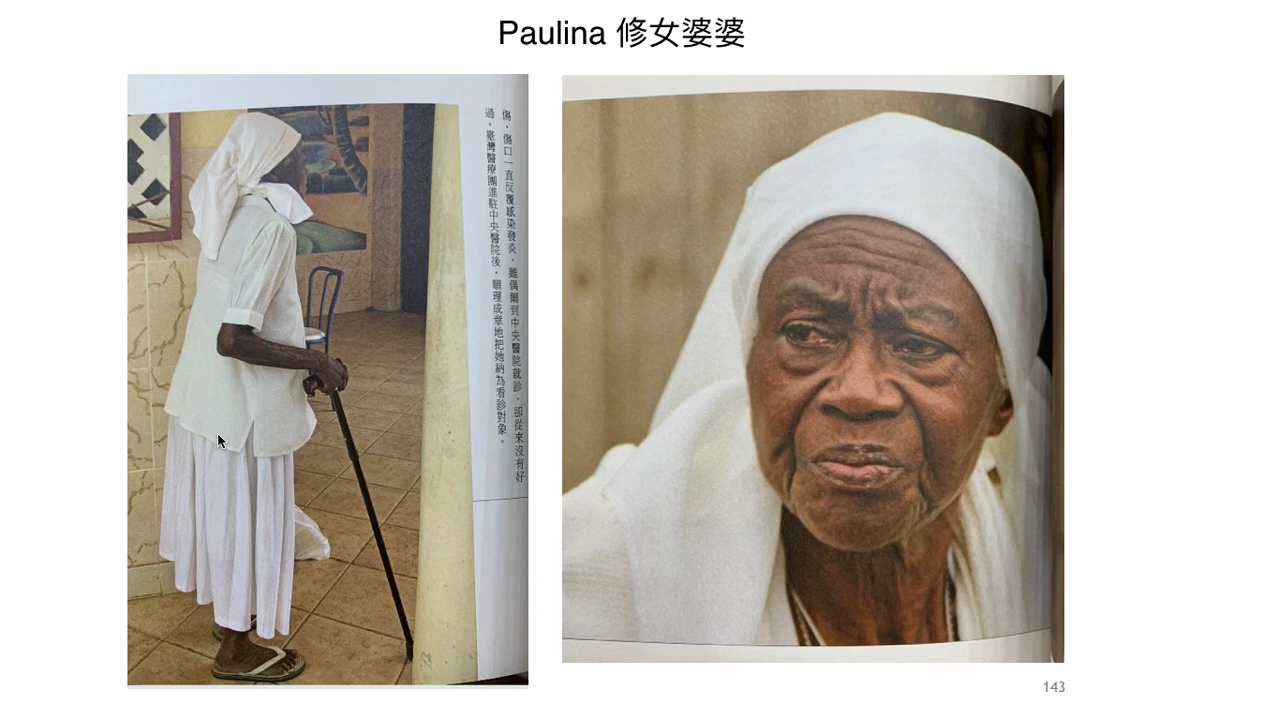 Paulina 修女婆婆
傷，傷口一直反覆感染發炎，雖偶爾到中央醫院就診，卻從來沒有好
過。臺灣醫療團進駐中央醫院後，順理成章地把她納為看診對象。
143